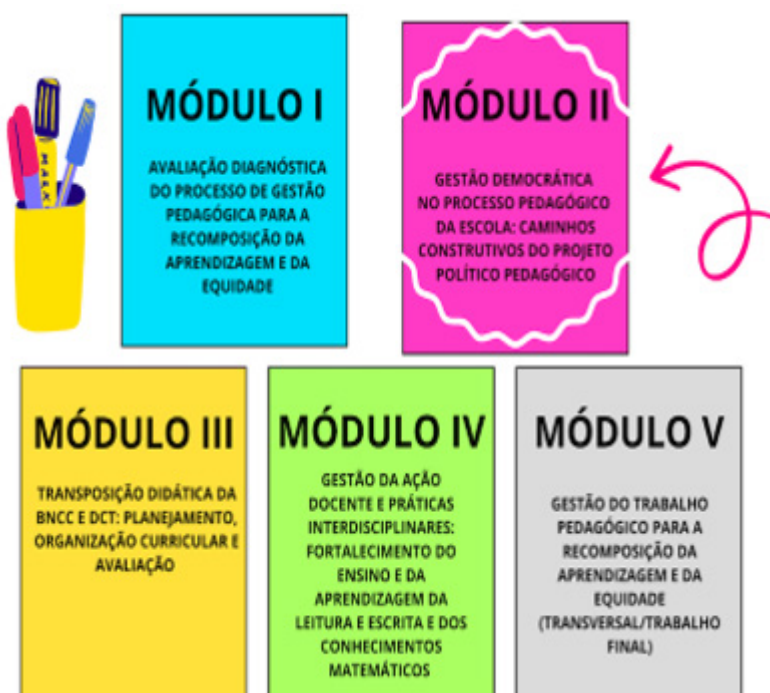 MÓDULO I
AVALIAÇÃO DIAGNÓSTICA
DO PROCESSO DE GESTÃO
PEDAGÓGICA PARA A
RECOMPOSIÇÃO DA
APRENDIZAGEM E DA
EQUIDADE
MÓDULO II
GESTÃO DEMOCRÁTICA
NO PROCESSO PEDAGÓGICO
DA ESCOLA: CAMINHOS
CONSTRUTIVOS DO PROJETO
POLÍTICO PEDAGÓGICO
MÓDULO III
TRANSPOSIÇÃO DIDÁTICA DA
BNCC E DCT: PLANEJAMENTO,
ORGANIZAÇÃO CURRICULAR E
AVALIAÇÃO
MÓDULO IV
GESTÃO DA AÇÃO
DOCENTE E PRÁTICAS
INTERDISCIPLINARES:
FORTALECIMENTO DO
ENSINO E DA
APRENDIZAGEM DA
LEITURA E ESCRITA E DOS
CONHECIMENTOS
MATEMÁTICOS
MÓDULO V
GESTÃO DO TRABALHO
PEDAGÓGICO PARA A
RECOMPOSIÇÃO DA
APRENDIZAGEM E DA
EQUIDADE
(TRANSVERSAL/TRABALHO
FINAL)